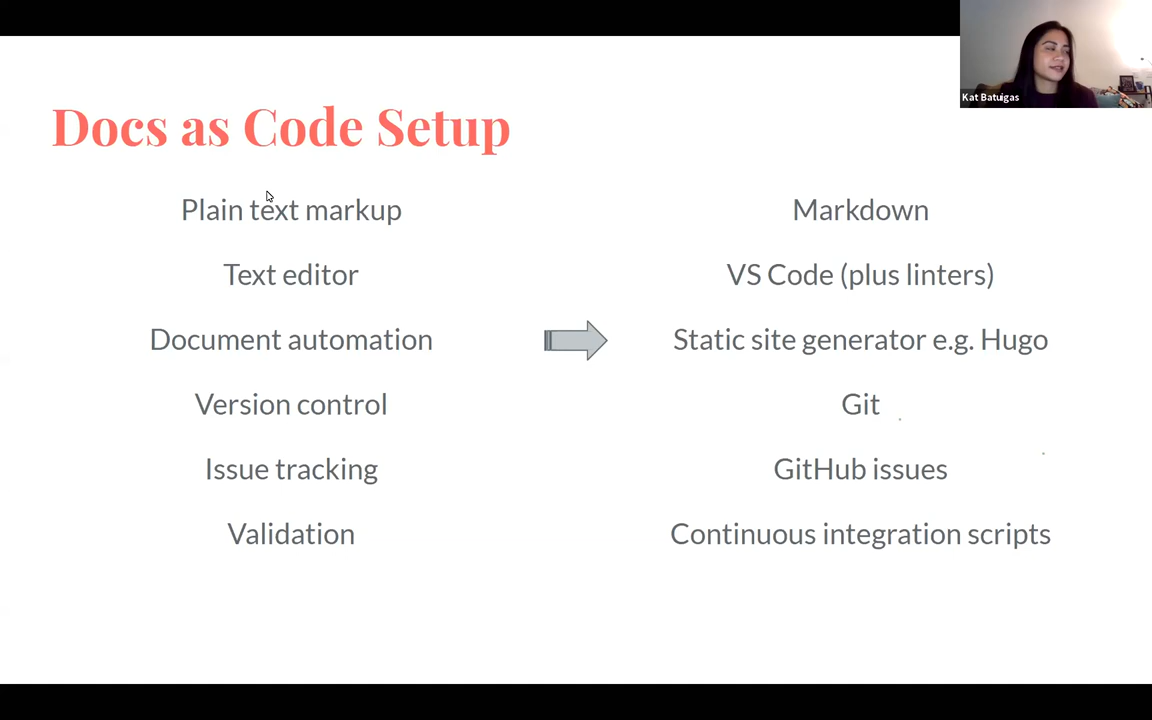 Kat Batuigas
Docs as Code Setup
Plain text markup
Markdown
Text editor
VS Code (plus linters)
Document automation
Static site generator e.g. Hugo
Version control
Git
Issue tracking
GitHub issues
Validation
Continuous integration scripts